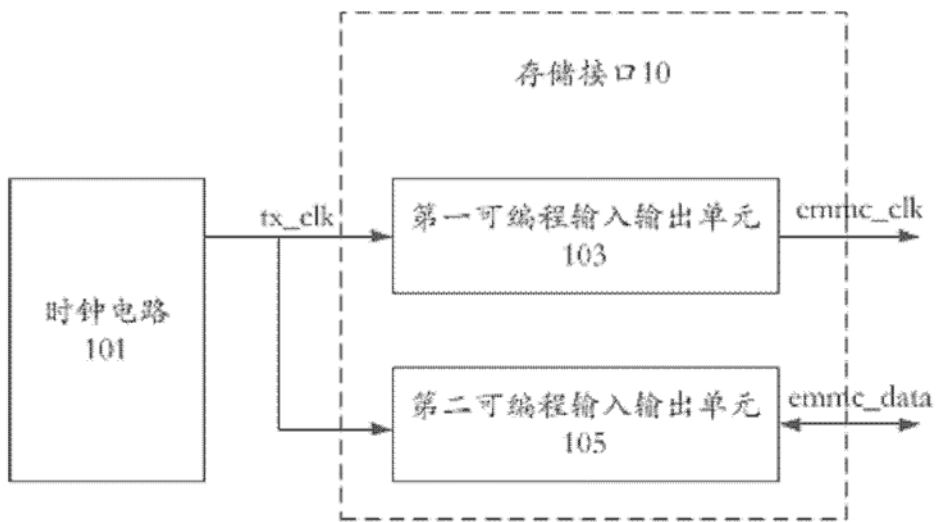 存储接口10
时钟电路
101
tx_clk
第一可编程输入输出单元
103
emmc_clk
第二可编程输入输出单元
105
emmc_data